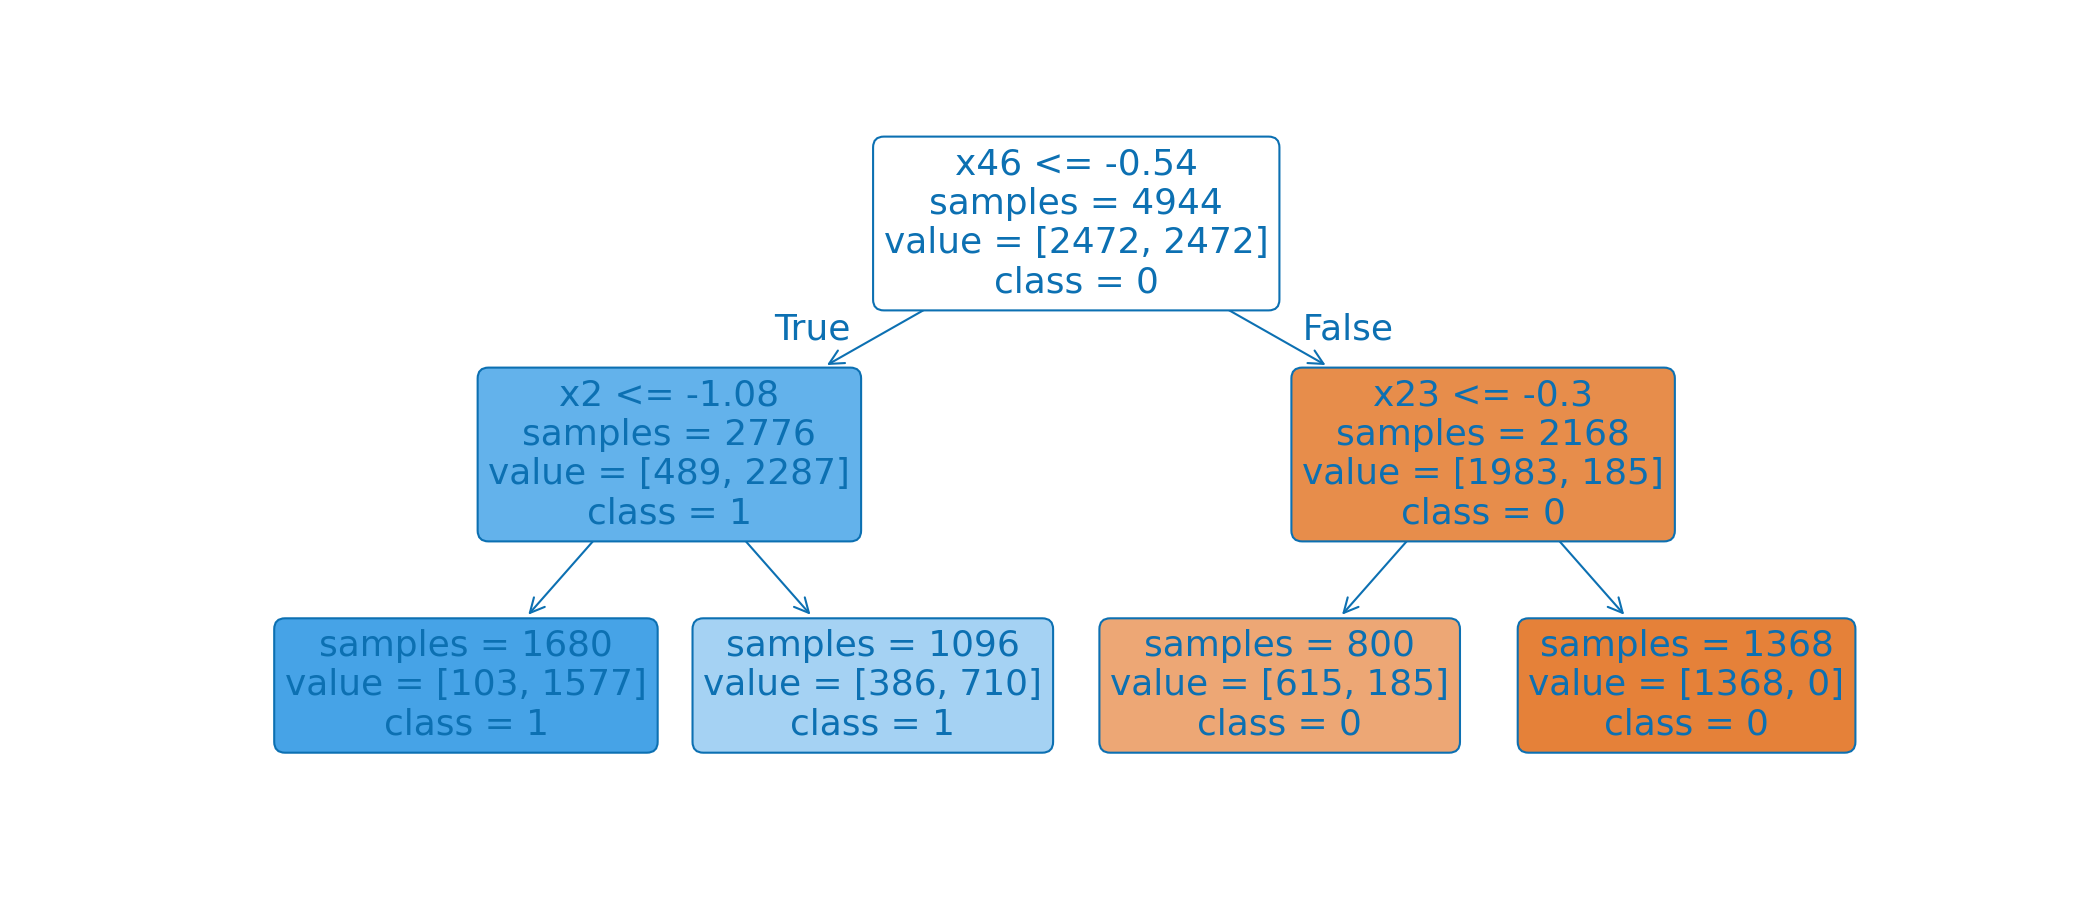 x46 <= -0.54
samples = 4944
value = [2472, 2472]
class = 0
True
False
x2 <= -1.08
samples = 2776
value = [489, 2287]
class = 1
x23 <= -0.3
samples = 2168
value = [1983, 185]
class = 0
samples = 1680
value = [103, 1577]
class = 1
samples = 1096
value = [386, 710]
class = 1
samples = 800
value = [615, 185]
class = 0
samples = 1368
value = [1368, 0]
class = 0